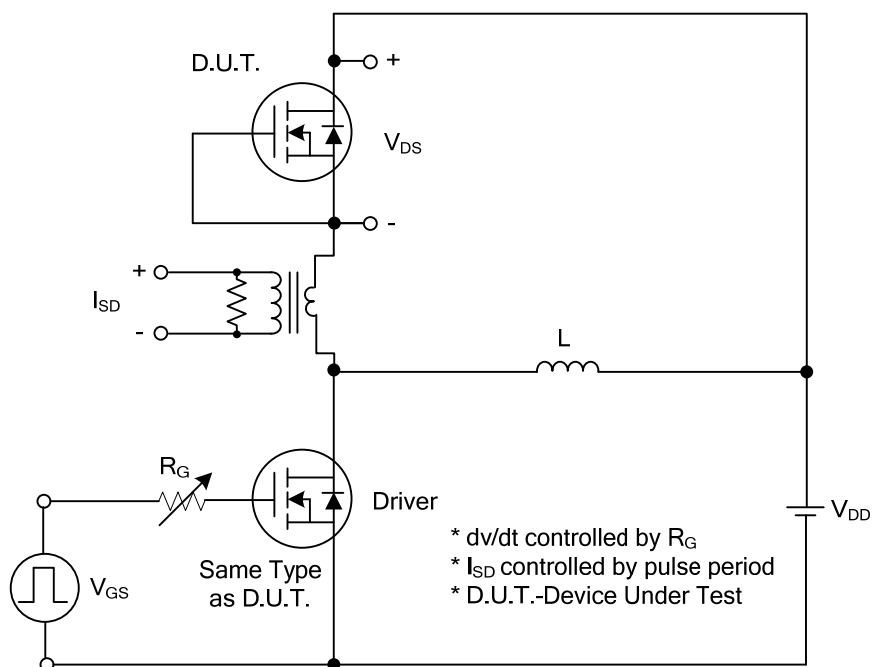 D.U.T.
+
V_DS
-
+
I_SD
-
L
R_G
Driver
V_DD
V_GS
Same Type
as D.U.T.
* dv/dt controlled by R_G
* I_SD controlled by pulse period
* D.U.T.-Device Under Test